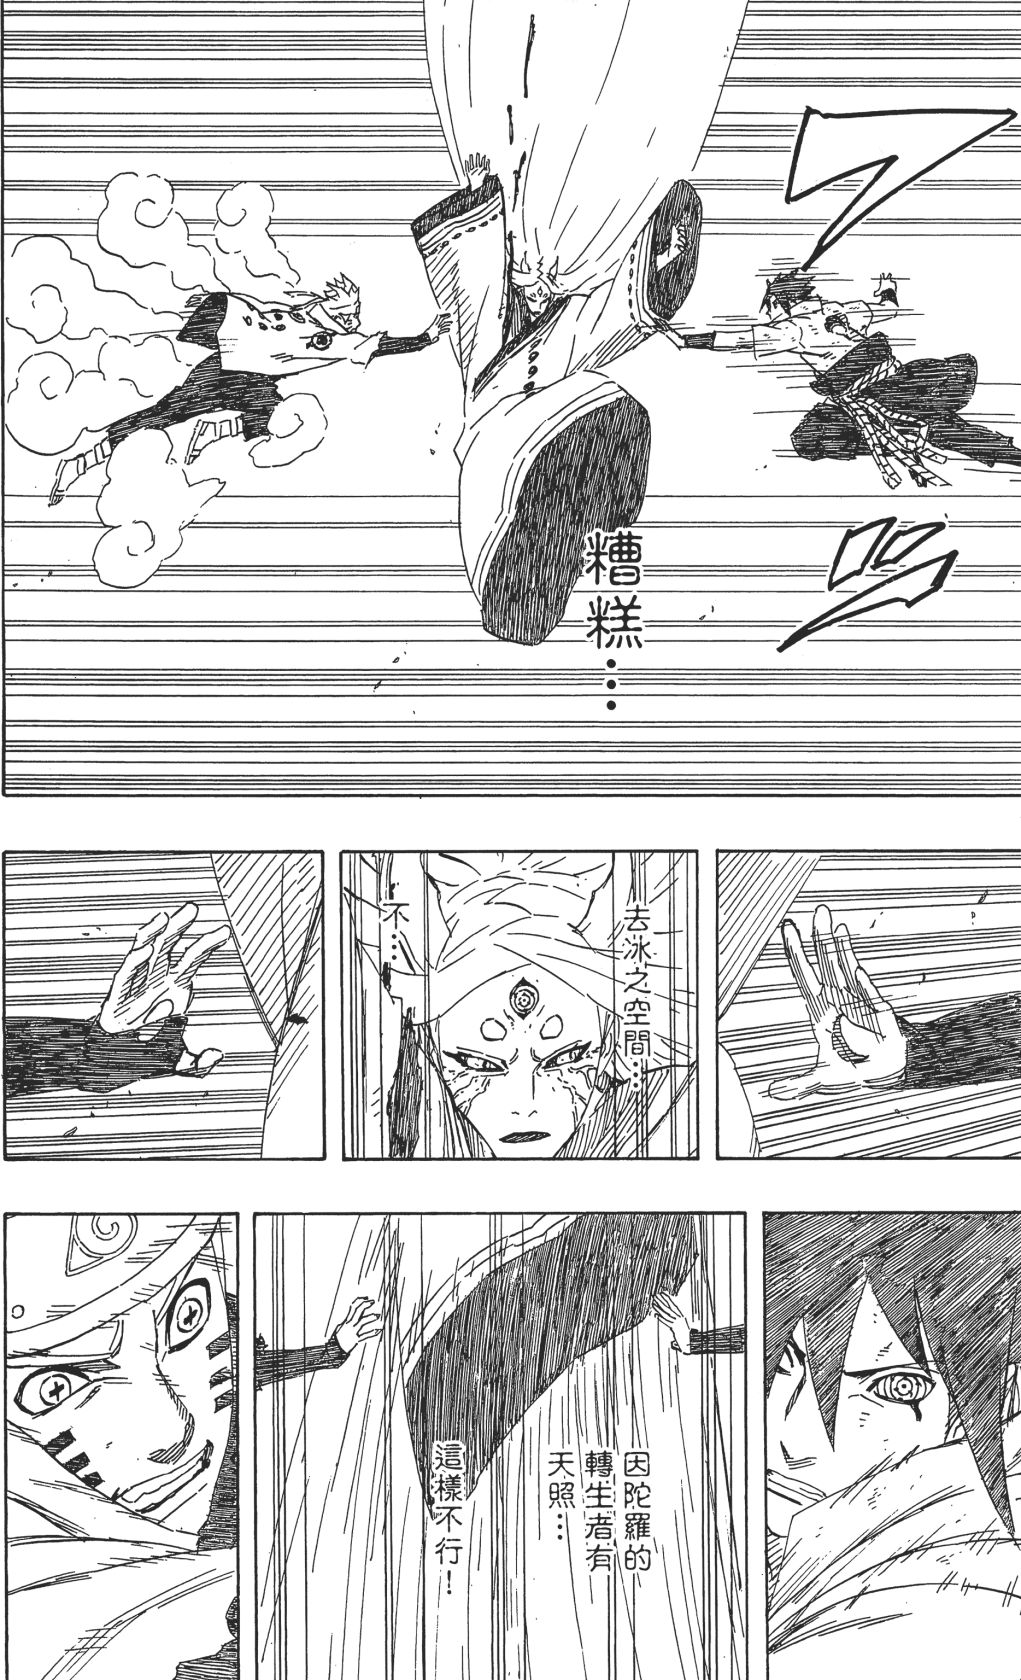 ワ
糟糕…
去冰之空間…
不…
因陀羅的
轉生者有
天照…
這樣不行！